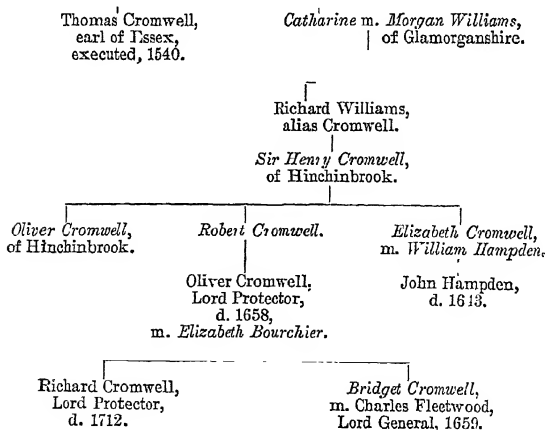 Thomas Cromwell,
earl of Essex,
executed, 1540.
Catharine m. Morgan Williams,
of Glamorganshire.
Richard Williams,
alias Cromwell.
Sir Henry Cromwell,
of Hinchinbrook.
Oliver Cromwell,
of Hinchinbrook.
Robert Cromwell.
Elizabeth Cromwell,
m. William Hampden.
Oliver Cromwell,
Lord Protector,
d. 1658,
m. Elizabeth Bourchier.
John Hampden,
d. 1643.
Richard Cromwell,
Lord Protector,
d. 1712.
Bridget Cromwell,
m. Charles Fleetwood,
Lord General, 1659.